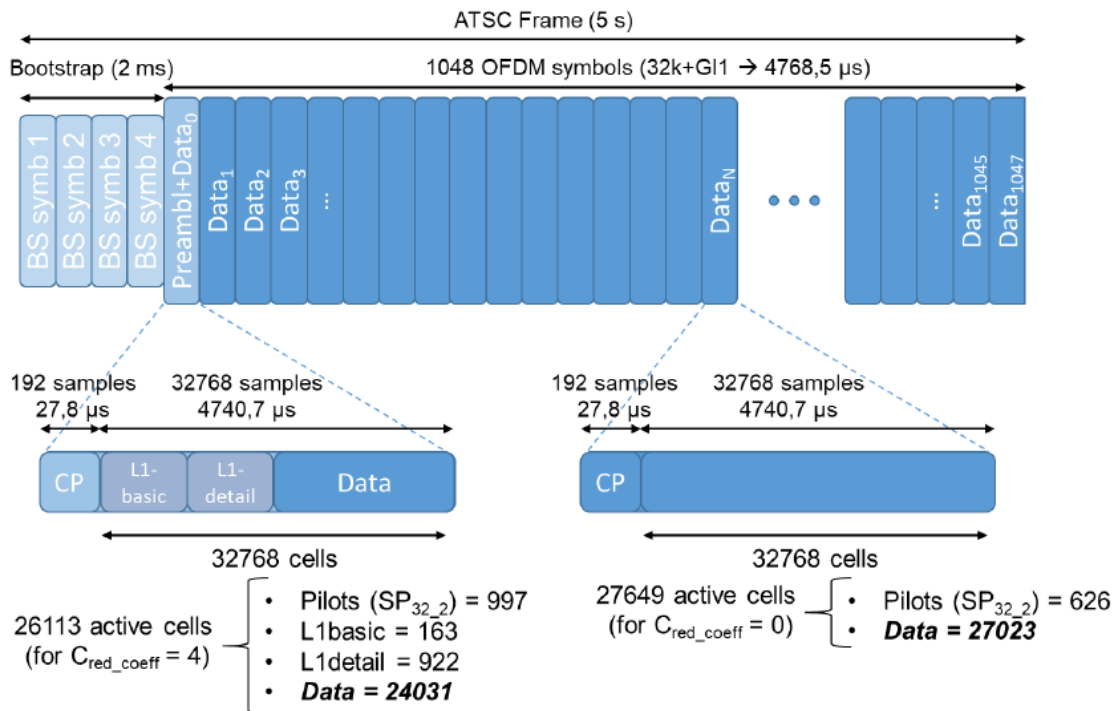 ATSC Frame (5 s)
Bootstrap (2 ms)
1048 OFDM symbols (32k+GI1 → 4768,5 µs)
BS symb 1
BS symb 2
BS symb 3
BS symb 4
Preambl+Data₀
Data₁
Data₂
Data₃
...
Data_N
...
Data₁₀₄₅
Data₁₀₄₇
192 samples
27,8 µs
32768 samples
4740,7 µs
CP
L1-
basic
L1-
detail
Data
32768 cells
26113 active cells
(for C_red_coeff = 4)
• Pilots (SP₃₂_₂) = 997
• L1basic = 163
• L1detail = 922
• Data = 24031
192 samples
27,8 µs
32768 samples
4740,7 µs
CP
32768 cells
27649 active cells
(for C_red_coeff = 0)
• Pilots (SP₃₂_₂) = 626
• Data = 27023